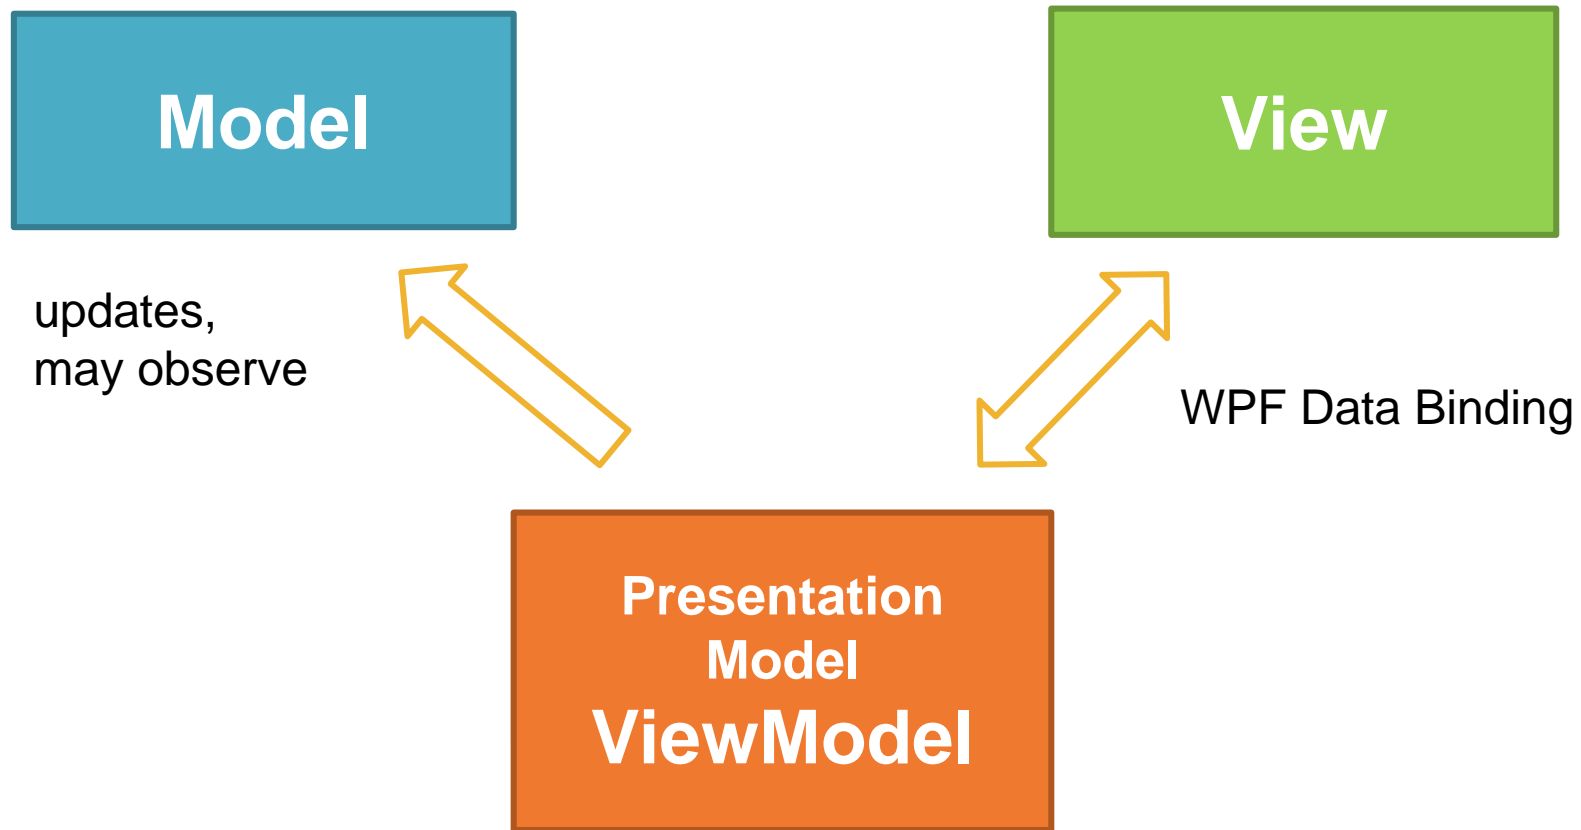 Model
View
updates,
may observe
WPF Data Binding
Presentation
Model
ViewModel